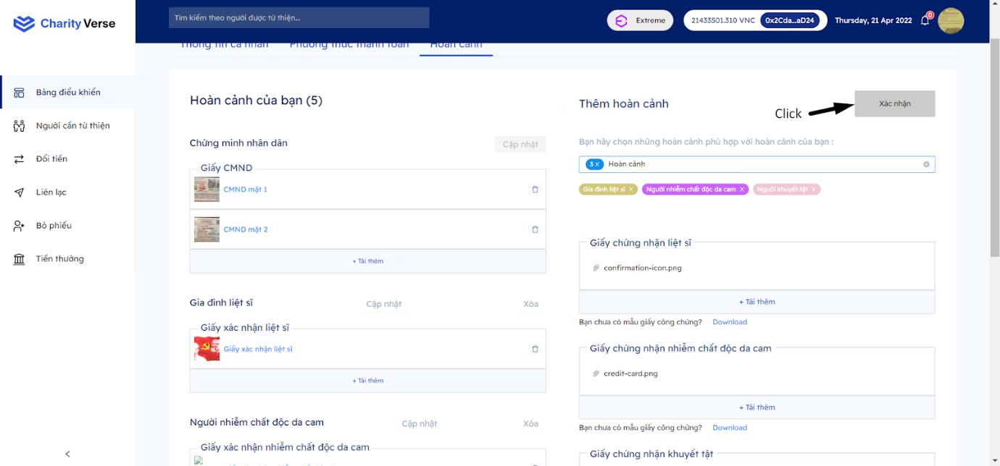 Charity Verse
Tìm kiếm theo người được từ thiện...
Extreme
21433501.310 VNC
0x2Cda...aD24
Thursday, 21 Apr 2022
0
Thông tin cá nhân
Phương thức thanh toán
Hoàn cảnh
Bảng điều khiển
Người cần từ thiện
Đổi tiền
Liên lạc
Bỏ phiếu
Tiền thưởng
Hoàn cảnh của bạn (5)
Chứng minh nhân dân
Cập nhật
Giấy CMND
CMND mặt 1
CMND mặt 2
+ Tải thêm
Gia đình liệt sĩ
Cập nhật
Xóa
Giấy xác nhận liệt sĩ
Giấy xác nhận liệt sĩ
+ Tải thêm
Người nhiễm chất độc da cam
Cập nhật
Xóa
Giấy xác nhận nhiễm chất độc da cam
Thêm hoàn cảnh
Click
Xác nhận
Bạn hãy chọn những hoàn cảnh phù hợp với hoàn cảnh của bạn :
3 X Hoàn cảnh
Gia đình liệt sĩ X
Người nhiễm chất độc da cam X
Người khuyết tật X
Giấy chứng nhận liệt sĩ
confirmation-icon.png
+ Tải thêm
Bạn chưa có mẫu giấy công chứng? Download
Giấy chứng nhận nhiễm chất độc da cam
credit-card.png
+ Tải thêm
Bạn chưa có mẫu giấy công chứng? Download
Giấy chứng nhận khuyết tật